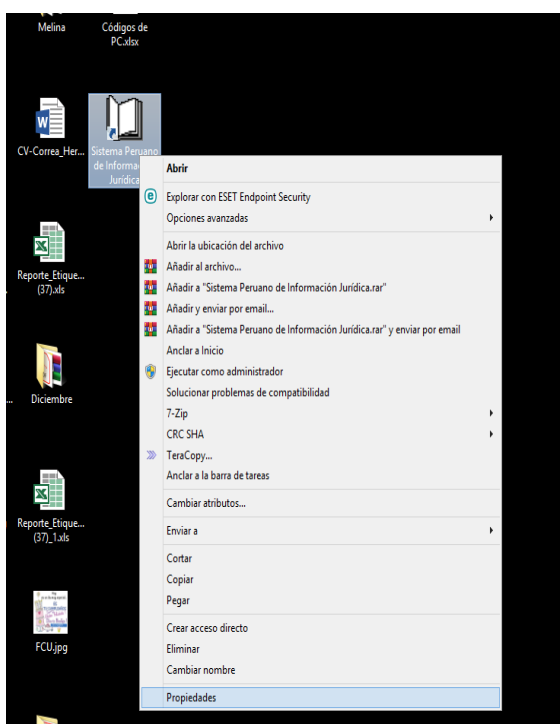 Melina
Códigos de
PC.xlsx
CV-Correa_Her...
Sistema Peruano
de Informa
Jurídica
Reporte_Etique...
(37).xls
... Diciembre
Reporte_Etique...
(37)_1.xls
FCU.jpg
Abrir
Explorar con ESET Endpoint Security
Opciones avanzadas
Abrir la ubicación del archivo
Añadir al archivo...
Añadir a "Sistema Peruano de Información Jurídica.rar"
Añadir y enviar por email...
Añadir a "Sistema Peruano de Información Jurídica.rar" y enviar por email
Anclar a Inicio
Ejecutar como administrador
Solucionar problemas de compatibilidad
7-Zip
CRC SHA
TeraCopy...
Anclar a la barra de tareas
Cambiar atributos...
Enviar a
Cortar
Copiar
Pegar
Crear acceso directo
Eliminar
Cambiar nombre
Propiedades